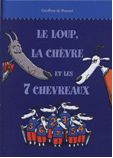 Geoffroy de Pennart
LE LOUP,
LA CHÈVRE
ET LES
7 CHEVREAUX